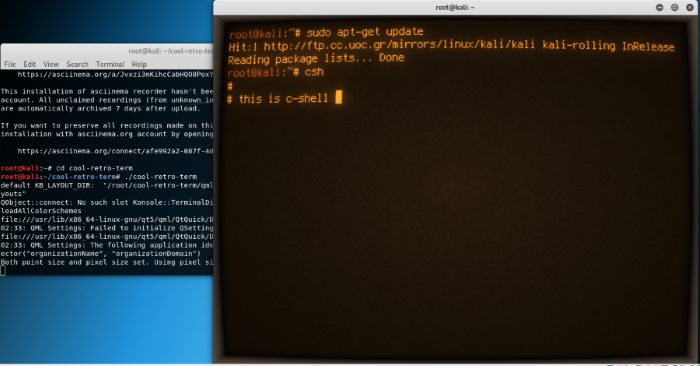 root@kali: ~/cool-retro-term
File Edit View Search Terminal Help
https://asciinema.org/a/
This installation of asciinema recorder hasn't bee
account. All unclaimed recordings (from unknown in
are automatically archived 7 days after upload.
If you want to preserve all recordings made on this
installation with asciinema.org account by opening
https://asciinema.org/connect/afe992a2-087f-4d
root@kali:~# cd cool-retro-term
root@kali:~/cool-retro-term# ./cool-retro-term
default KB_LAYOUT_DIR: "/root/cool-retro-term/qml
youts"
QObject::connect: No such slot Konsole::TerminalDi
loadAllColorSchemes
file:///usr/lib/x86_64-linux-gnu/qt5/qml/QtQuick/D
02:33: QML Settings: Failed to initialize QSetting
file:///usr/lib/x86_64-linux-gnu/qt5/qml/QtQuick/D
02:33: QML Settings: The following application ide
ector("organizationName", "organizationDomain")
Both point size and pixel size set. Using pixel si
root@kali: ~
root@kali:~# sudo apt-get update
Hit:1 http://ftp.cc.uoc.gr/mirrors/linux/kali/kali kali-rolling InRelease
Reading package lists... Done
root@kali:~# csh
#
# this is c-shell